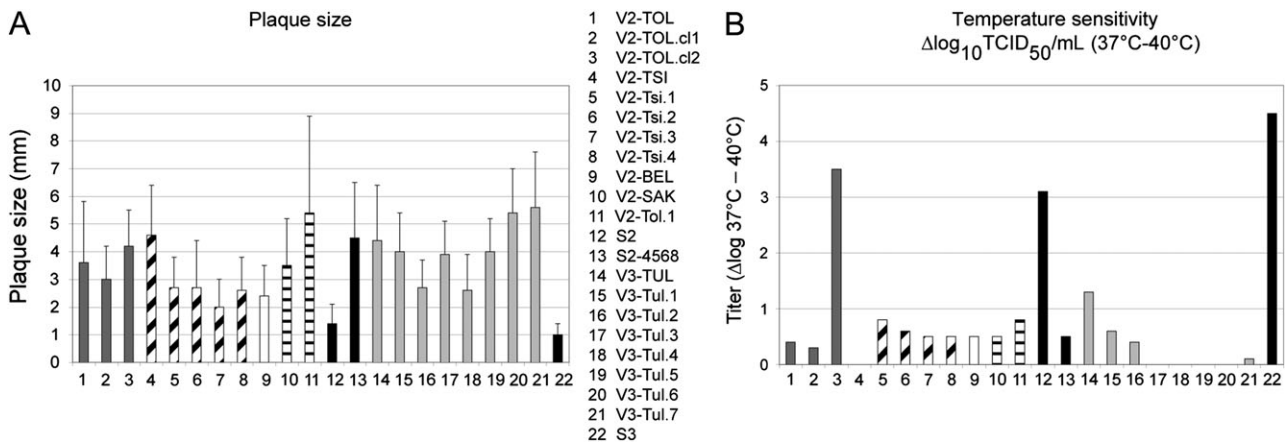 A
Plaque size
Plaque size (mm)
10
9
8
7
6
5
4
3
2
1
0
1 2 3 4 5 6 7 8 9 10 11 12 13 14 15 16 17 18 19 20 21 22
1 V2-TOL
2 V2-TOL.cl1
3 V2-TOL.cl2
4 V2-TSI
5 V2-Tsi.1
6 V2-Tsi.2
7 V2-Tsi.3
8 V2-Tsi.4
9 V2-BEL
10 V2-SAK
11 V2-Tol.1
12 S2
13 S2-4568
14 V3-TUL
15 V3-Tul.1
16 V3-Tul.2
17 V3-Tul.3
18 V3-Tul.4
19 V3-Tul.5
20 V3-Tul.6
21 V3-Tul.7
22 S3
B
Temperature sensitivity
Δlog10TCID50/mL (37°C-40°C)
Titer (Δlog 37°C – 40°C)
5
4
3
2
1
0
1 2 3 4 5 6 7 8 9 10 11 12 13 14 15 16 17 18 19 20 21 22